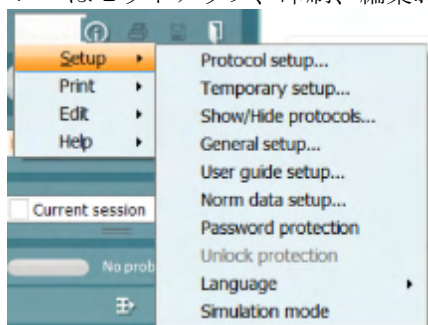 Setup
Print
Edit
Help
Protocol setup...
Temporary setup...
Show/Hide protocols...
General setup...
User guide setup...
Norm data setup...
Password protection
Unlock protection
Language
Simulation mode
Current session
No prob